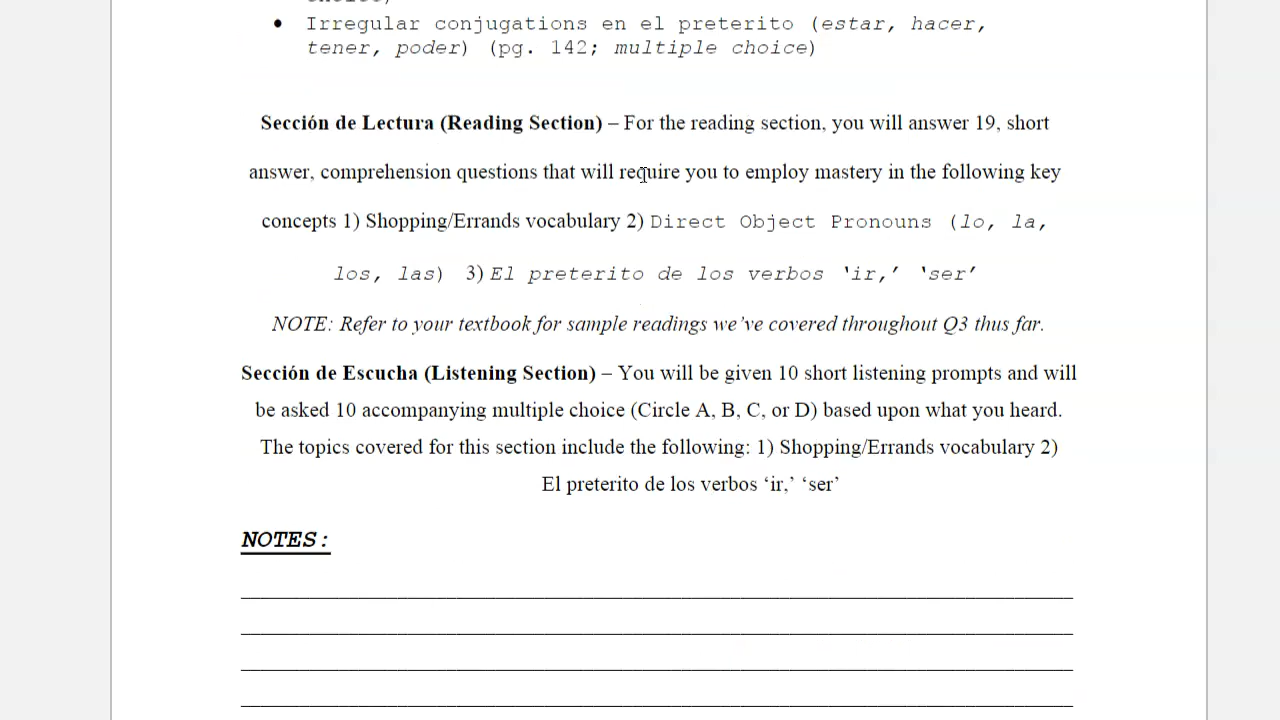 Irregular conjugations en el preterito (estar, hacer,
tener, poder) (pg. 142; multiple choice)
Sección de Lectura (Reading Section) – For the reading section, you will answer 19, short
answer, comprehension questions that will require you to employ mastery in the following key
concepts 1) Shopping/Errands vocabulary 2) Direct Object Pronouns (lo, la,
los, las) 3) El preterito de los verbos ‘ir,’ ‘ser’
NOTE: Refer to your textbook for sample readings we’ve covered throughout Q3 thus far.
Sección de Escucha (Listening Section) – You will be given 10 short listening prompts and will
be asked 10 accompanying multiple choice (Circle A, B, C, or D) based upon what you heard.
The topics covered for this section include the following: 1) Shopping/Errands vocabulary 2)
El preterito de los verbos ‘ir,’ ‘ser’
NOTES: